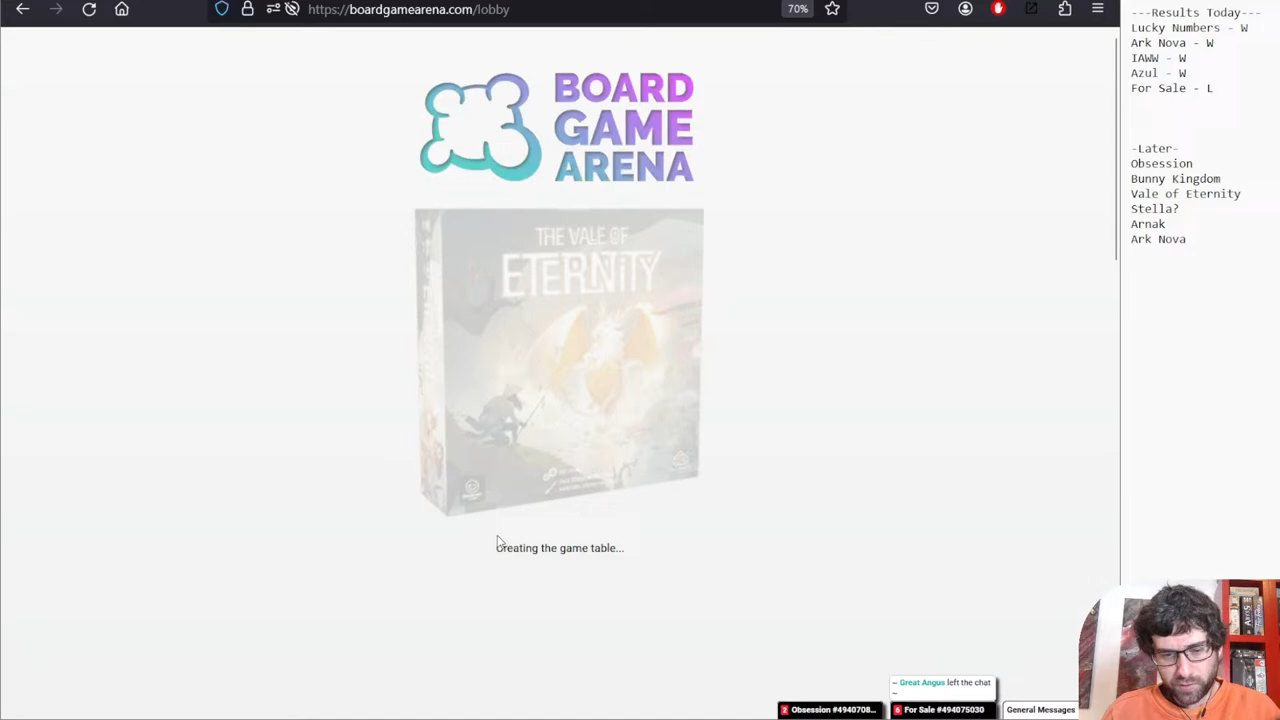 https://boardgamearena.com/lobby
70%
BOARD
GAME
ARENA
THE VALE OF
ETERNITY
Creating the game table...
---Results Today---
Lucky Numbers - W
Ark Nova - W
IAWW - W
Azul - W
For Sale - L
-Later-
Obsession
Bunny Kingdom
Vale of Eternity
Stella?
Arnak
Ark Nova
~ Great Angus left the chat
~
2 Obsession #4940708...
6 For Sale #494075030
General Messages